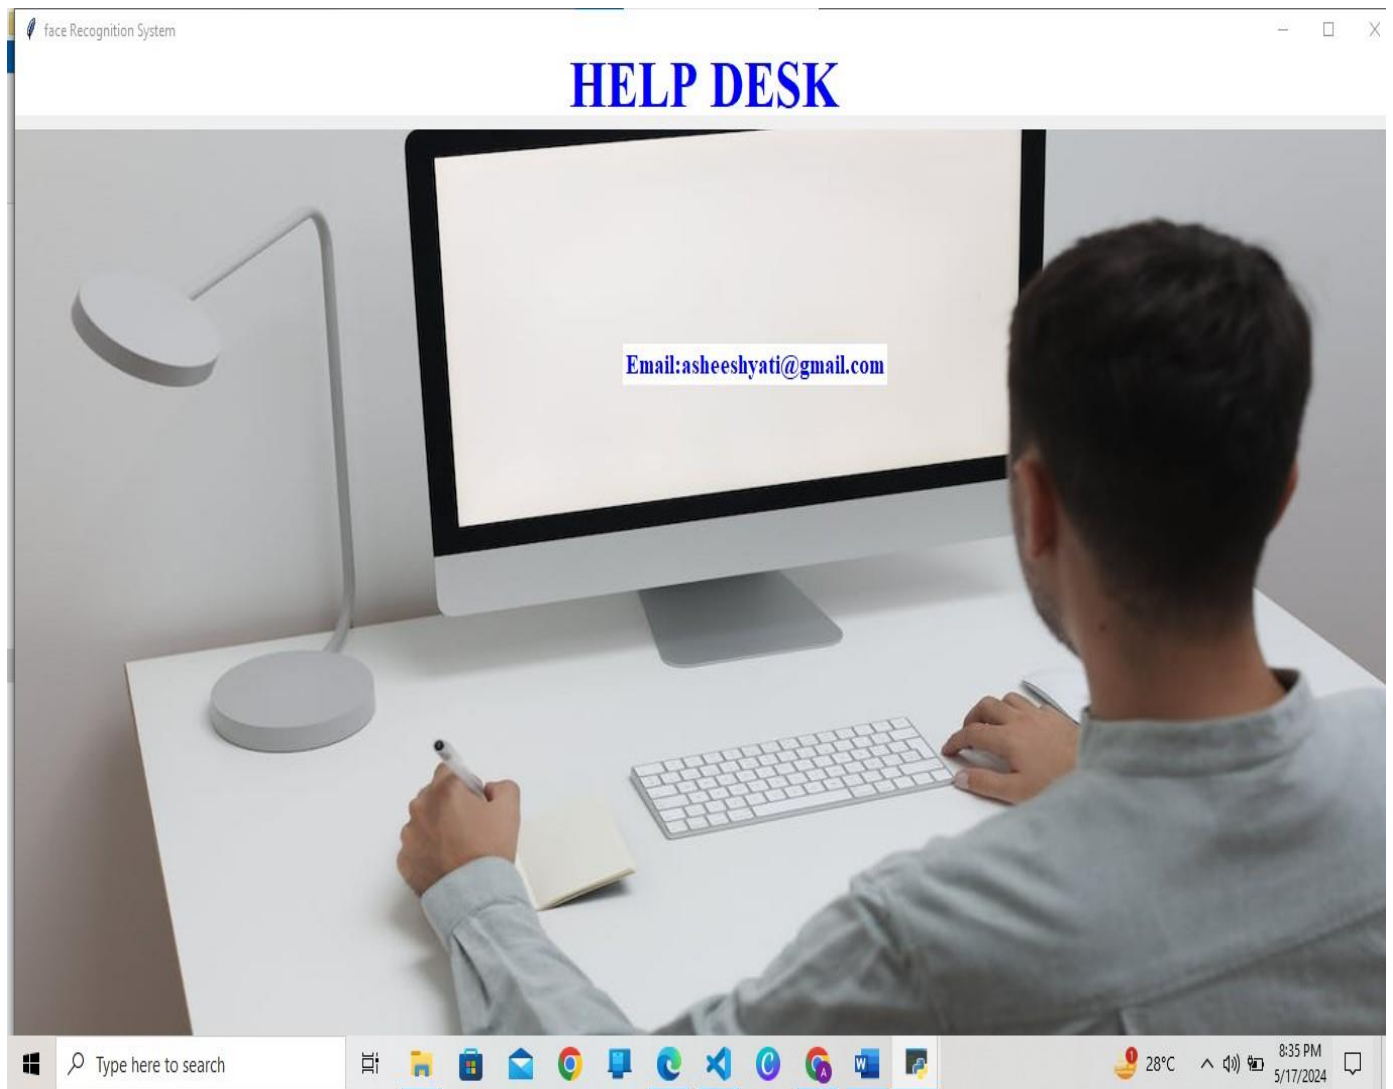 face Recognition System
HELP DESK
Email:asheeshyati@gmail.com
Type here to search
1
28°C
8:35 PM
5/17/2024